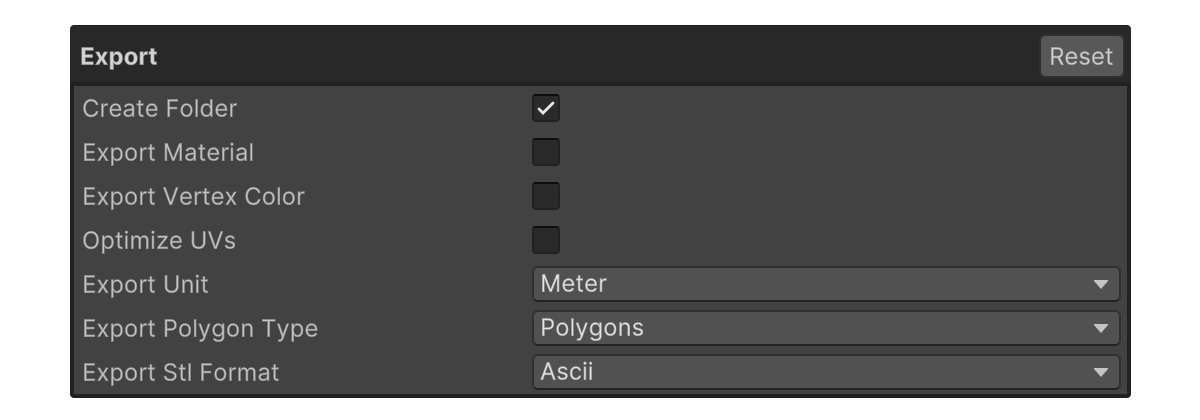 Export Reset
Create Folder
Export Material
Export Vertex Color
Optimize UVs
Export Unit Meter
Export Polygon Type Polygons
Export Stl Format Ascii